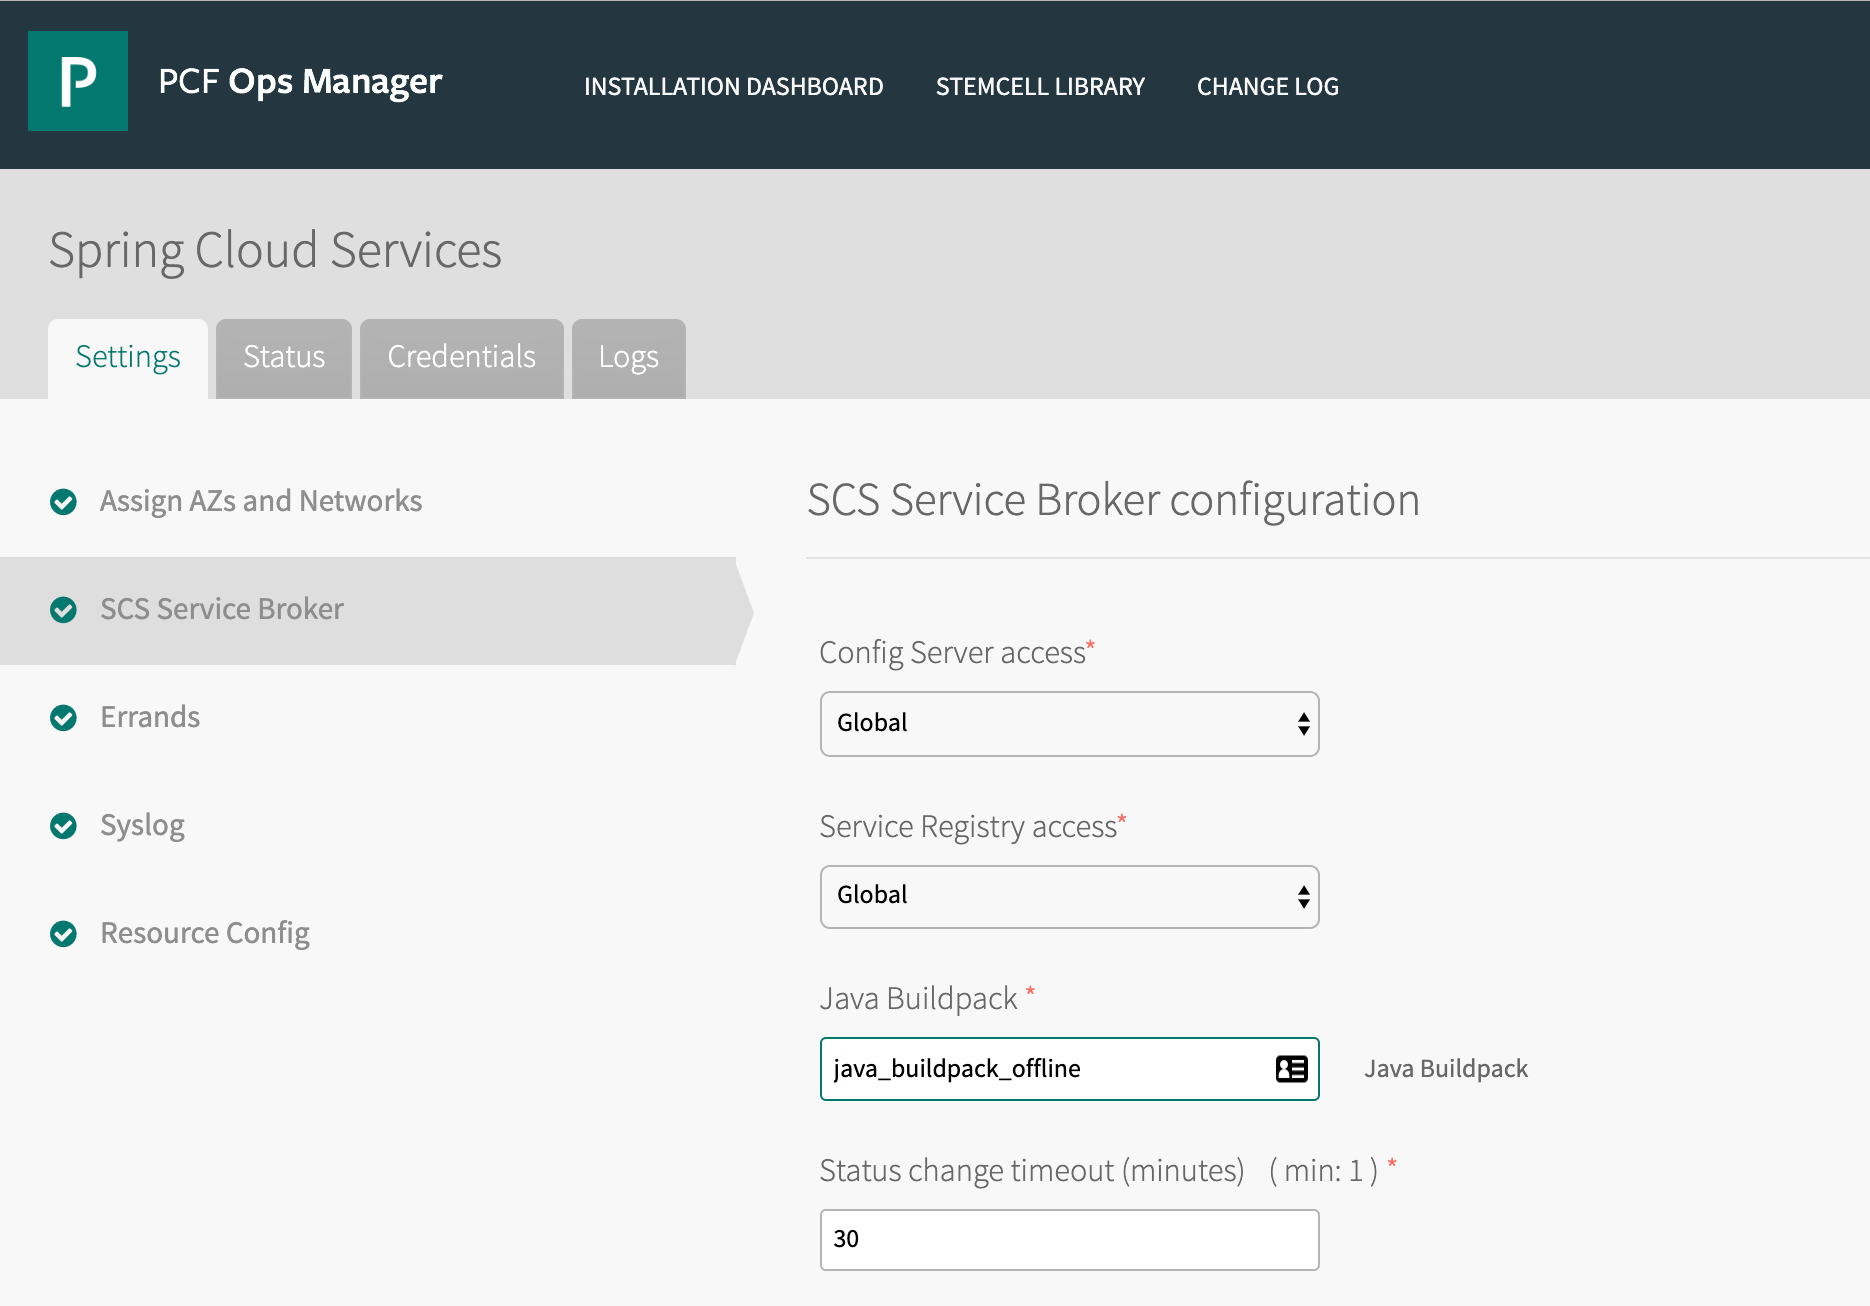 P
PCF Ops Manager
INSTALLATION DASHBOARD
STEMCELL LIBRARY
CHANGE LOG
Spring Cloud Services
Settings
Status
Credentials
Logs
Assign AZs and Networks
SCS Service Broker
Errands
Syslog
Resource Config
SCS Service Broker configuration
Config Server access*
Global
Service Registry access*
Global
Java Buildpack *
java_buildpack_offline
Java Buildpack
Status change timeout (minutes) ( min: 1 ) *
30